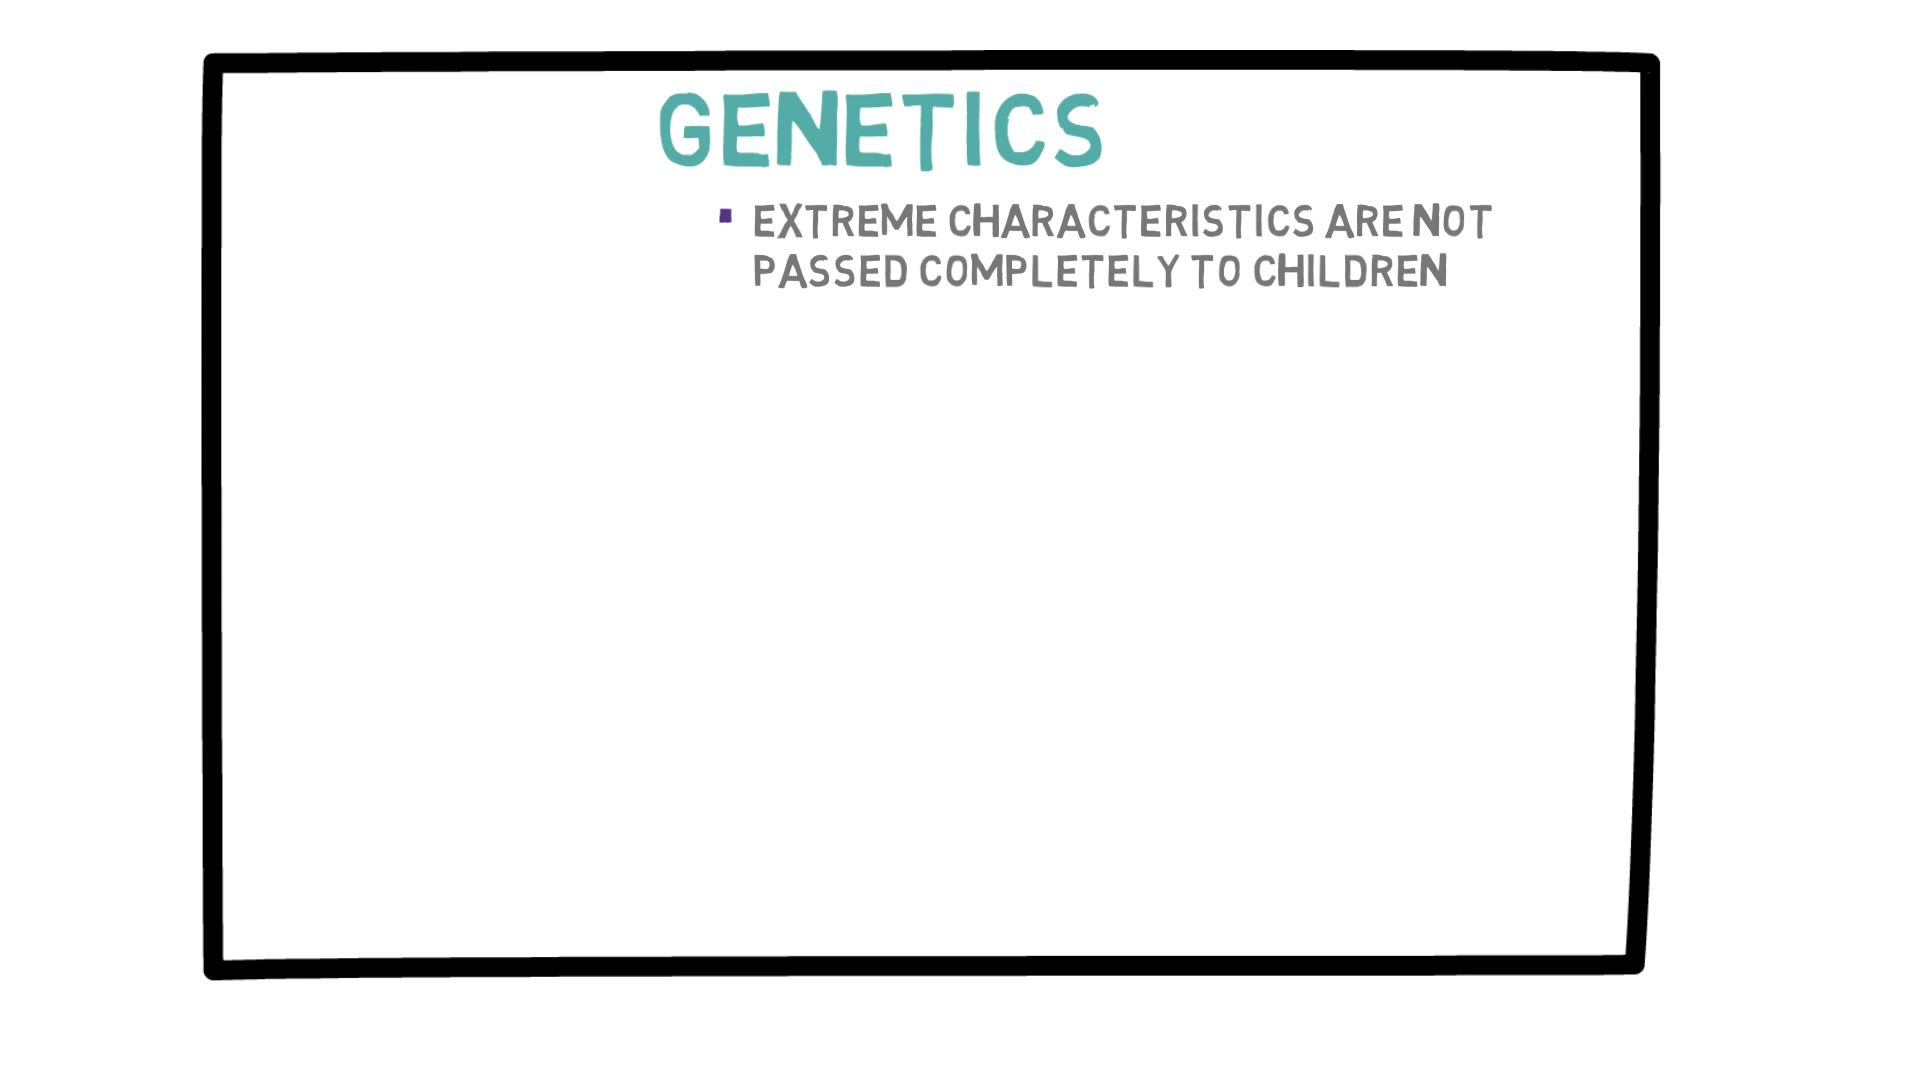 GENETICS
▪ EXTREME CHARACTERISTICS ARE NOT
PASSED COMPLETELY TO CHILDREN